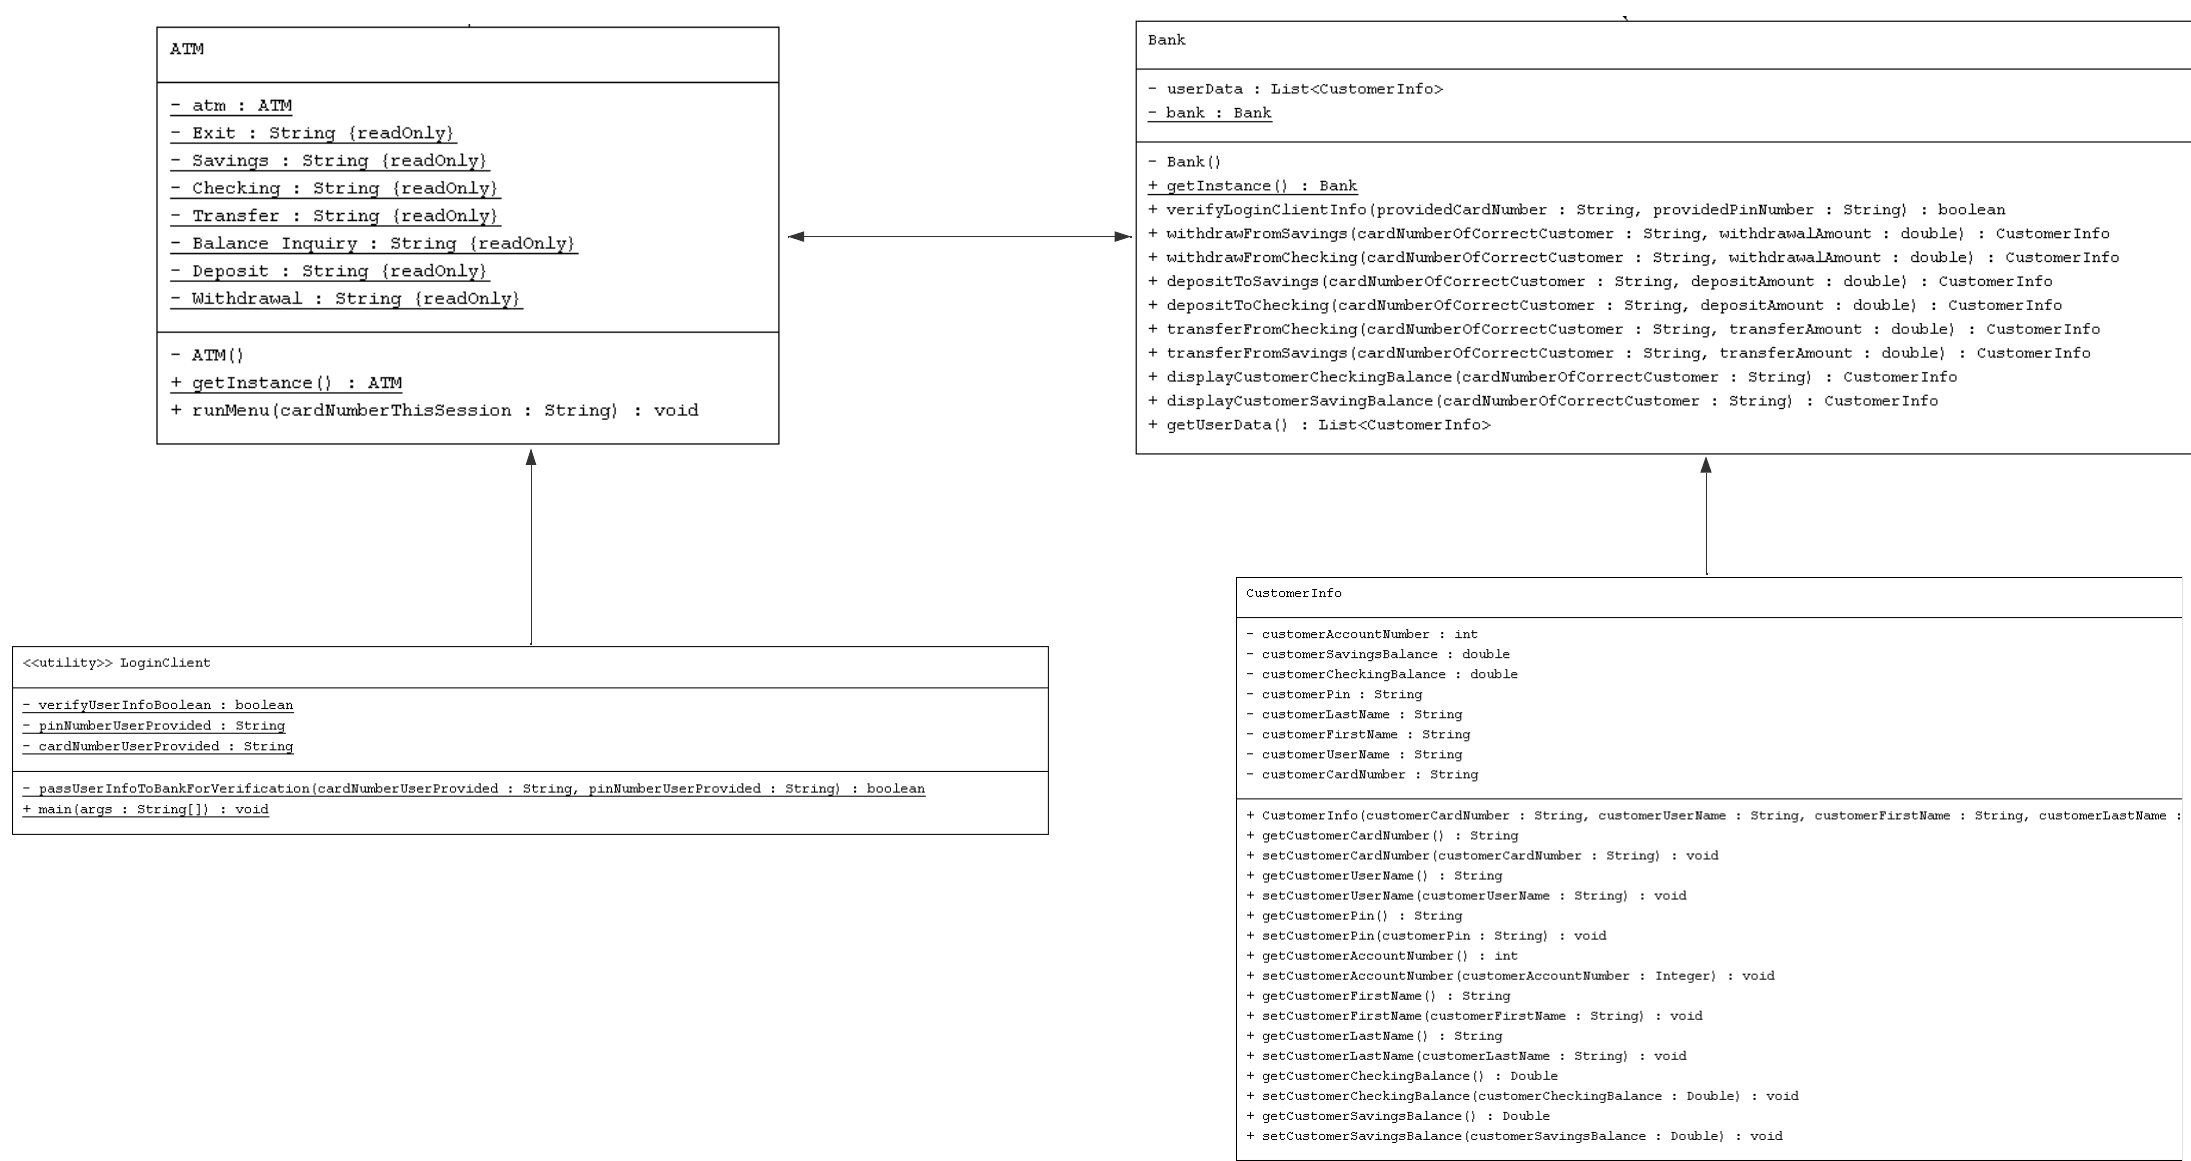 ATM
- atm : ATM
- Exit : String {readOnly}
- Savings : String {readOnly}
- Checking : String {readOnly}
- Transfer : String {readOnly}
- Balance Inquiry : String {readOnly}
- Deposit : String {readOnly}
- Withdrawal : String {readOnly}
- ATM()
+ getInstance() : ATM
+ runMenu(cardNumberThisSession : String) : void
Bank
- userData : List<CustomerInfo>
- bank : Bank
- Bank()
+ getInstance() : Bank
+ verifyLoginClientInfo(providedCardNumber : String, providedPinNumber : String) : boolean
+ withdrawFromSavings(cardNumberOfCorrectCustomer : String, withdrawalAmount : double) : CustomerInfo
+ withdrawFromChecking(cardNumberOfCorrectCustomer : String, withdrawalAmount : double) : CustomerInfo
+ depositToSavings(cardNumberOfCorrectCustomer : String, depositAmount : double) : CustomerInfo
+ depositToChecking(cardNumberOfCorrectCustomer : String, depositAmount : double) : CustomerInfo
+ transferFromChecking(cardNumberOfCorrectCustomer : String, transferAmount : double) : CustomerInfo
+ transferFromSavings(cardNumberOfCorrectCustomer : String, transferAmount : double) : CustomerInfo
+ displayCustomerCheckingBalance(cardNumberOfCorrectCustomer : String) : CustomerInfo
+ displayCustomerSavingBalance(cardNumberOfCorrectCustomer : String) : CustomerInfo
+ getUserData() : List<CustomerInfo>
<<utility>> LoginClient
- verifyUserInfoBoolean : boolean
- pinNumberUserProvided : String
- cardNumberUserProvided : String
- passUserInfoToBankForVerification(cardNumberUserProvided : String, pinNumberUserProvided : String) : boolean
+ main(args : String[]) : void
CustomerInfo
- customerAccountNumber : int
- customerSavingsBalance : double
- customerCheckingBalance : double
- customerPin : String
- customerLastName : String
- customerFirstName : String
- customerUserName : String
- customerCardNumber : String
+ CustomerInfo(customerCardNumber : String, customerUserName : String, customerFirstName : String, customerLastName :
+ getCustomerCardNumber() : String
+ setCustomerCardNumber(customerCardNumber : String) : void
+ getCustomerUserName() : String
+ setCustomerUserName(customerUserName : String) : void
+ getCustomerPin() : String
+ setCustomerPin(customerPin : String) : void
+ getCustomerAccountNumber() : int
+ setCustomerAccountNumber(customerAccountNumber : Integer) : void
+ getCustomerFirstName() : String
+ setCustomerFirstName(customerFirstName : String) : void
+ getCustomerLastName() : String
+ setCustomerLastName(customerLastName : String) : void
+ getCustomerCheckingBalance() : Double
+ setCustomerCheckingBalance(customerCheckingBalance : Double) : void
+ getCustomerSavingsBalance() : Double
+ setCustomerSavingsBalance(customerSavingsBalance : Double) : void